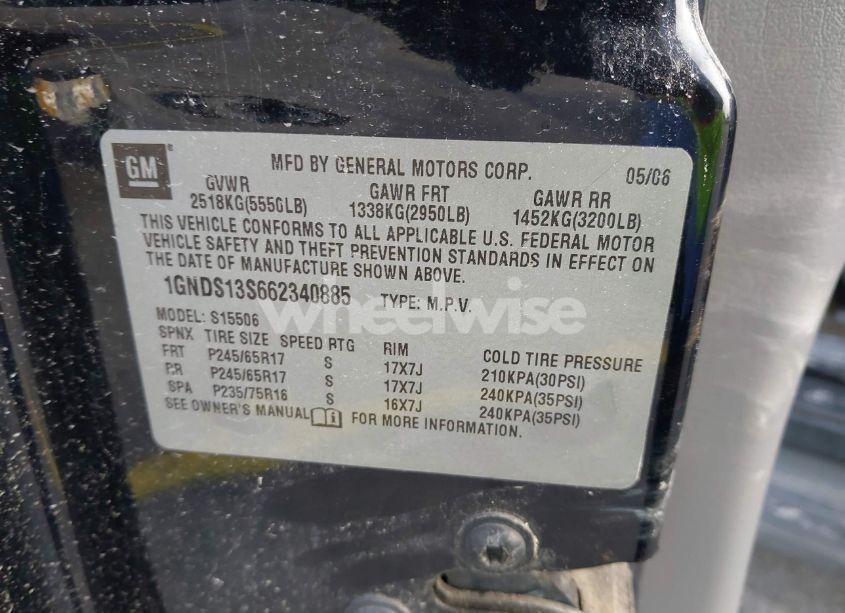 GM
MFD BY GENERAL MOTORS CORP. 05/06
GVWR GAWR FRT GAWR RR
2518KG(5550LB) 1338KG(2950LB) 1452KG(3200LB)
THIS VEHICLE CONFORMS TO ALL APPLICABLE U.S. FEDERAL MOTOR
VEHICLE SAFETY AND THEFT PREVENTION STANDARDS IN EFFECT ON
THE DATE OF MANUFACTURE SHOWN ABOVE.
1GNDS13S662340885 TYPE: M.P.V.
wheelwise
MODEL: S15506
SPNX TIRE SIZE SPEED RTG RIM COLD TIRE PRESSURE
FRT P245/65R17 S 17X7J 210KPA(30PSI)
RR P245/65R17 S 17X7J 240KPA(35PSI)
SPA P235/75R16 S 16X7J 240KPA(35PSI)
SEE OWNER'S MANUAL FOR MORE INFORMATION.